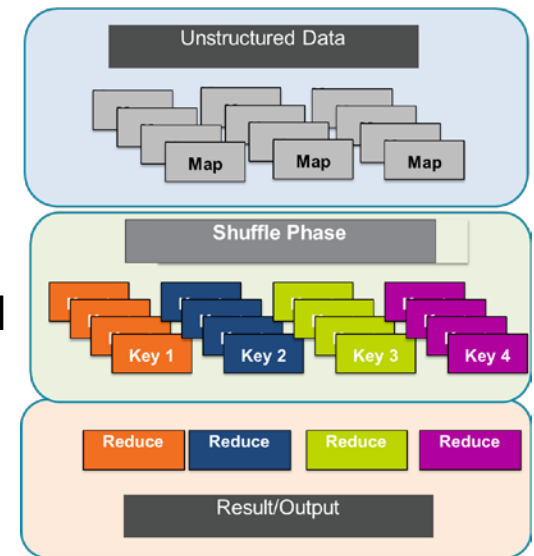 Unstructured Data
Map Map Map
Shuffle Phase
Key 1 Key 2 Key 3 Key 4
Reduce Reduce Reduce Reduce
Result/Output